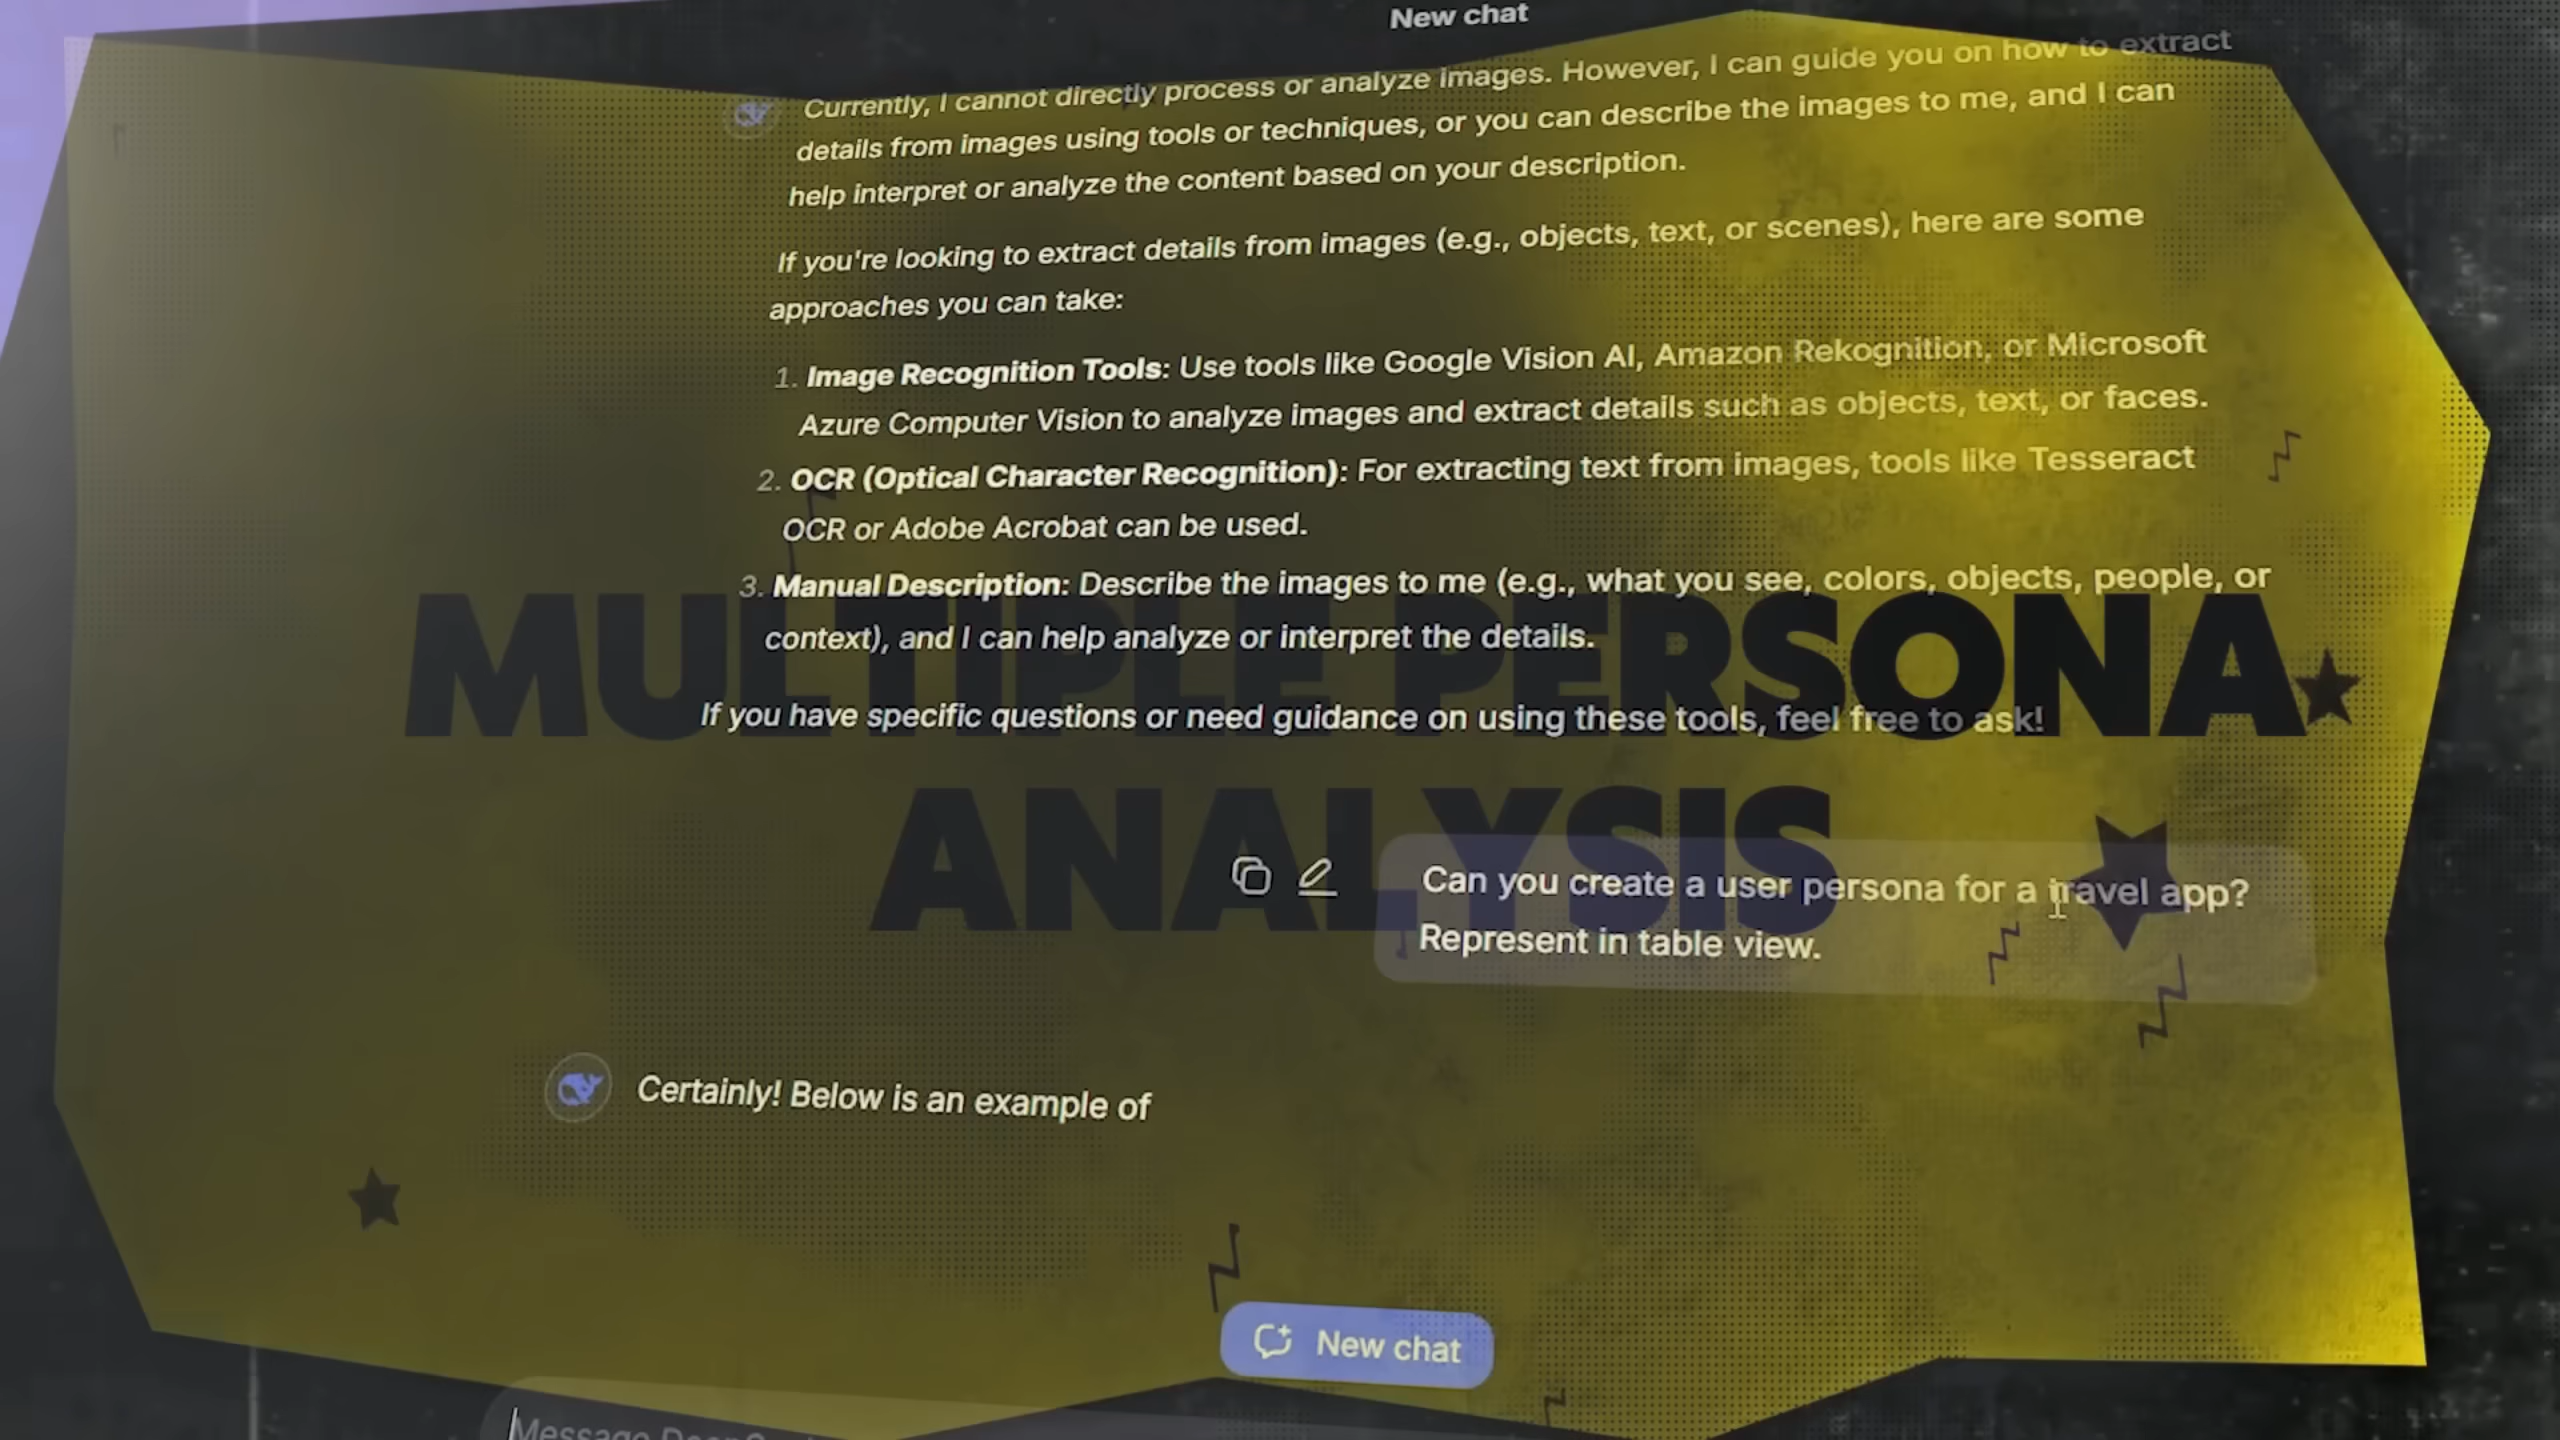 New chat
Currently, I cannot directly process or analyze images. However, I can guide you on how to extract
details from images using tools or techniques, or you can describe the images to me, and I can
help interpret or analyze the content based on your description.
If you're looking to extract details from images (e.g., objects, text, or scenes), here are some
approaches you can take:
1. Image Recognition Tools: Use tools like Google Vision AI, Amazon Rekognition, or Microsoft
Azure Computer Vision to analyze images and extract details such as objects, text, or faces.
2. OCR (Optical Character Recognition): For extracting text from images, tools like Tesseract
OCR or Adobe Acrobat can be used.
3. Manual Description: Describe the images to me (e.g., what you see, colors, objects, people, or
context), and I can help analyze or interpret the details.
MULTIPLE PERSONA
If you have specific questions or need guidance on using these tools, feel free to ask!
ANALYSIS
Can you create a user persona for a travel app?
Represent in table view.
Certainly! Below is an example of
New chat
Message